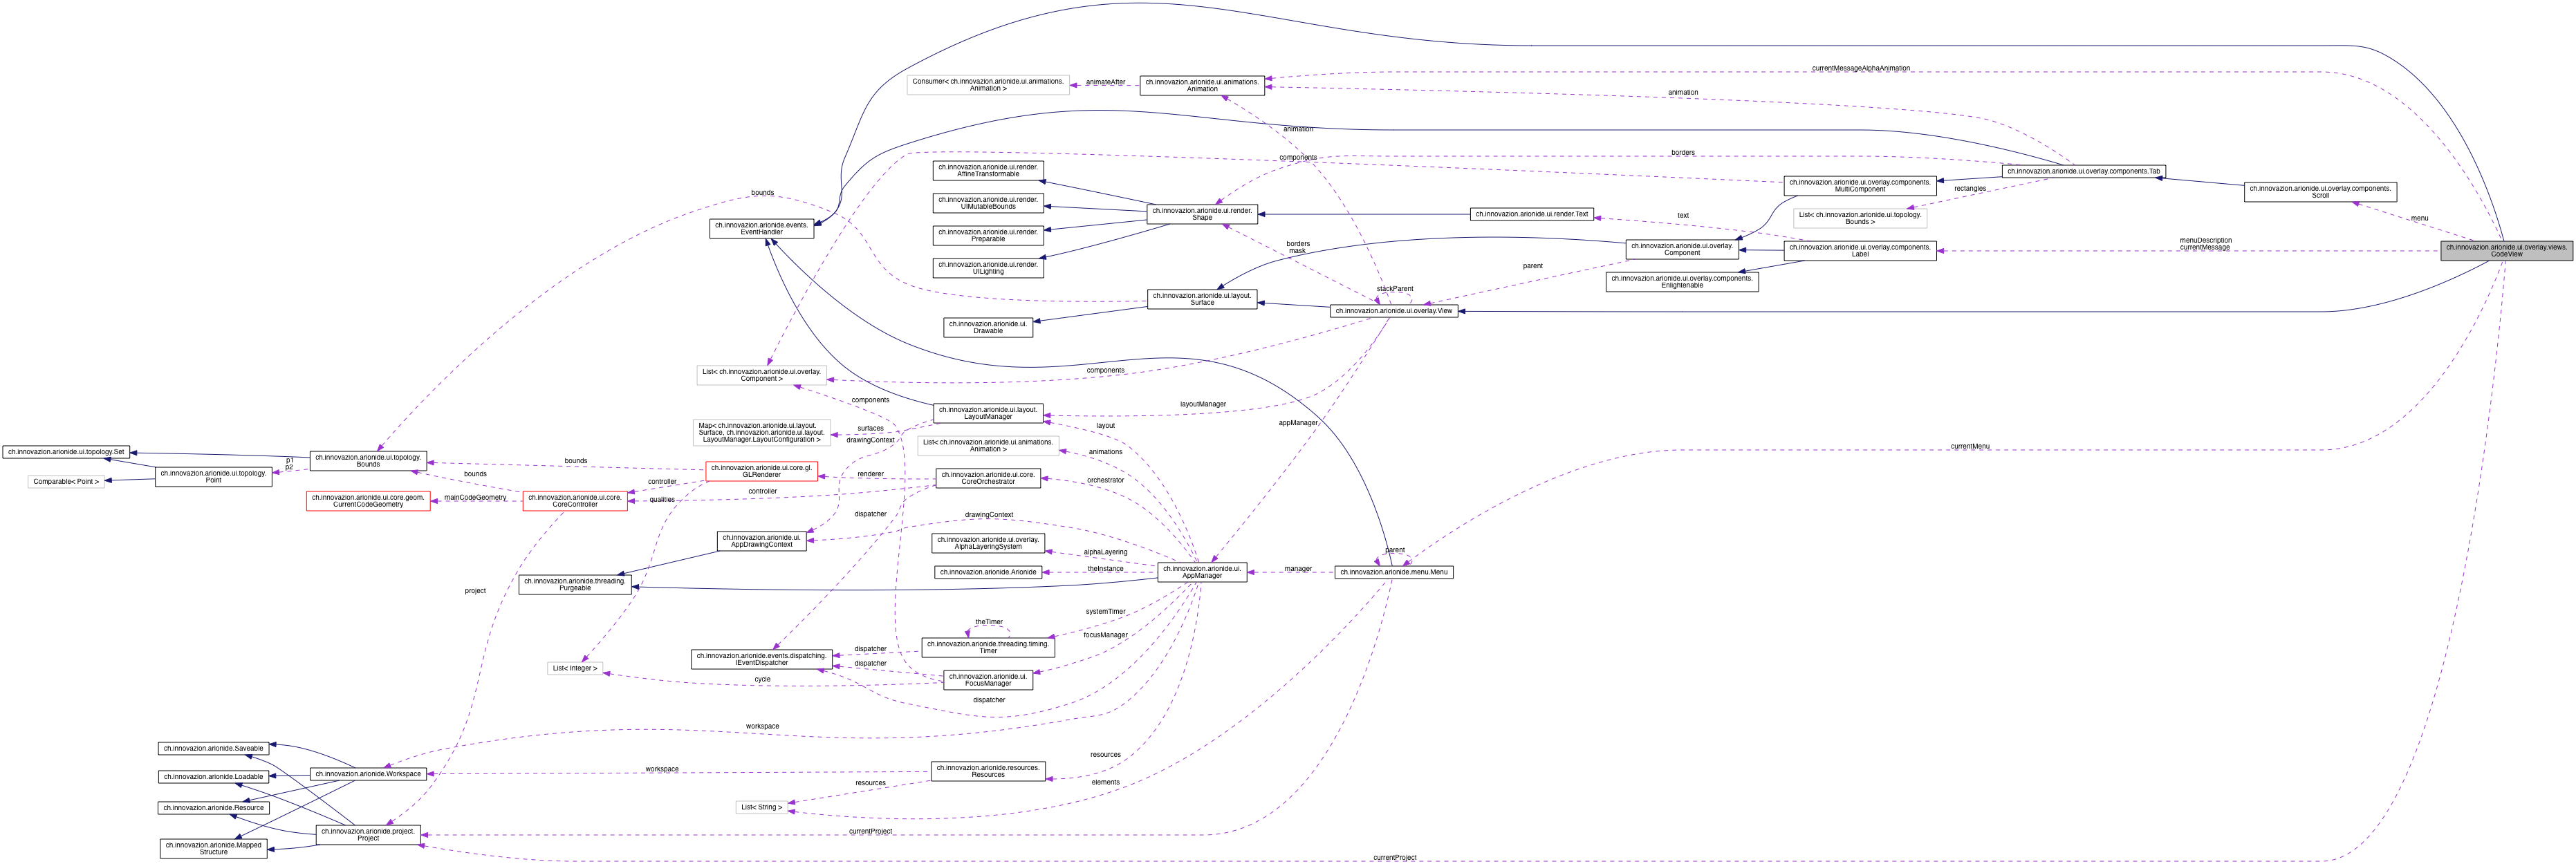 currentMessageAlphaAnimation
Consumer< ch.innovazion.arionide.ui.animations.
Animation >
animateAfter
ch.innovazion.arionide.ui.animations.
Animation
animation
animation
components
borders
ch.innovazion.arionide.ui.render.
AffineTransformable
ch.innovazion.arionide.ui.overlay.components.Tab
ch.innovazion.arionide.ui.overlay.components.
MultiComponent
rectangles
ch.innovazion.arionide.ui.overlay.components.
Scroll
bounds
ch.innovazion.arionide.ui.render.
UIMutableBounds
ch.innovazion.arionide.ui.render.
Shape
ch.innovazion.arionide.ui.render.Text
text
List< ch.innovazion.arionide.ui.topology.
Bounds >
menu
ch.innovazion.arionide.events.
EventHandler
ch.innovazion.arionide.ui.render.
Preparable
borders
mask
ch.innovazion.arionide.ui.overlay.
Component
ch.innovazion.arionide.ui.overlay.components.
Label
menuDescription
currentMessage
ch.innovazion.arionide.ui.overlay.views.
CodeView
ch.innovazion.arionide.ui.render.
UILighting
parent
ch.innovazion.arionide.ui.overlay.components.
Enlightenable
ch.innovazion.arionide.ui.layout.
Surface
stackParent
ch.innovazion.arionide.ui.overlay.View
ch.innovazion.arionide.ui.
Drawable
List< ch.innovazion.arionide.ui.overlay.
Component >
components
components
layoutManager
ch.innovazion.arionide.ui.layout.
LayoutManager
appManager
Map< ch.innovazion.arionide.ui.layout.
Surface, ch.innovazion.arionide.ui.layout.
LayoutManager.LayoutConfiguration >
surfaces
drawingContext
layout
List< ch.innovazion.arionide.ui.animations.
Animation >
animations
currentMenu
ch.innovazion.arionide.ui.topology.Set
p1
p2
ch.innovazion.arionide.ui.topology.
Bounds
bounds
bounds
ch.innovazion.arionide.ui.core.gl.
GLRenderer
renderer
ch.innovazion.arionide.ui.core.
CoreOrchestrator
orchestrator
Comparable< Point >
ch.innovazion.arionide.ui.topology.
Point
controller
controller
ch.innovazion.arionide.ui.core.geom.
CurrentCodeGeometry
mainCodeGeometry
ch.innovazion.arionide.ui.core.
CoreController
qualities
dispatcher
drawingContext
ch.innovazion.arionide.ui.
AppDrawingContext
ch.innovazion.arionide.ui.overlay.
AlphaLayeringSystem
alphaLayering
parent
ch.innovazion.arionide.threading.
Purgeable
ch.innovazion.arionide.Arionide
theInstance
ch.innovazion.arionide.ui.
AppManager
manager
ch.innovazion.arionide.menu.Menu
project
systemTimer
theTimer
focusManager
ch.innovazion.arionide.threading.timing.
Timer
dispatcher
ch.innovazion.arionide.events.dispatching.
IEventDispatcher
dispatcher
List< Integer >
cycle
ch.innovazion.arionide.ui.
FocusManager
dispatcher
workspace
ch.innovazion.arionide.Saveable
resources
ch.innovazion.arionide.Loadable
ch.innovazion.arionide.Workspace
workspace
ch.innovazion.arionide.resources.
Resources
resources
elements
ch.innovazion.arionide.Resource
List< String >
ch.innovazion.arionide.project.
Project
currentProject
ch.innovazion.arionide.Mapped
Structure
currentProject